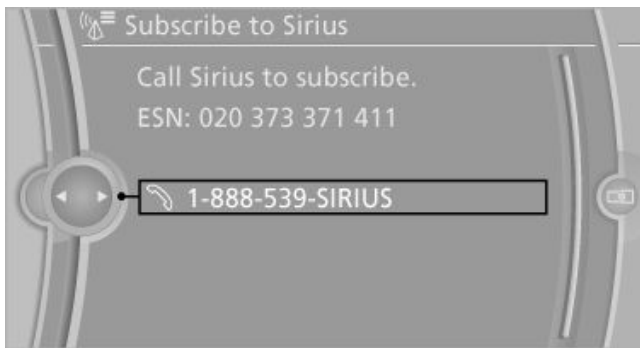 Subscribe to Sirius
Call Sirius to subscribe.
ESN: 020 373 371 411
1-888-539-SIRIUS